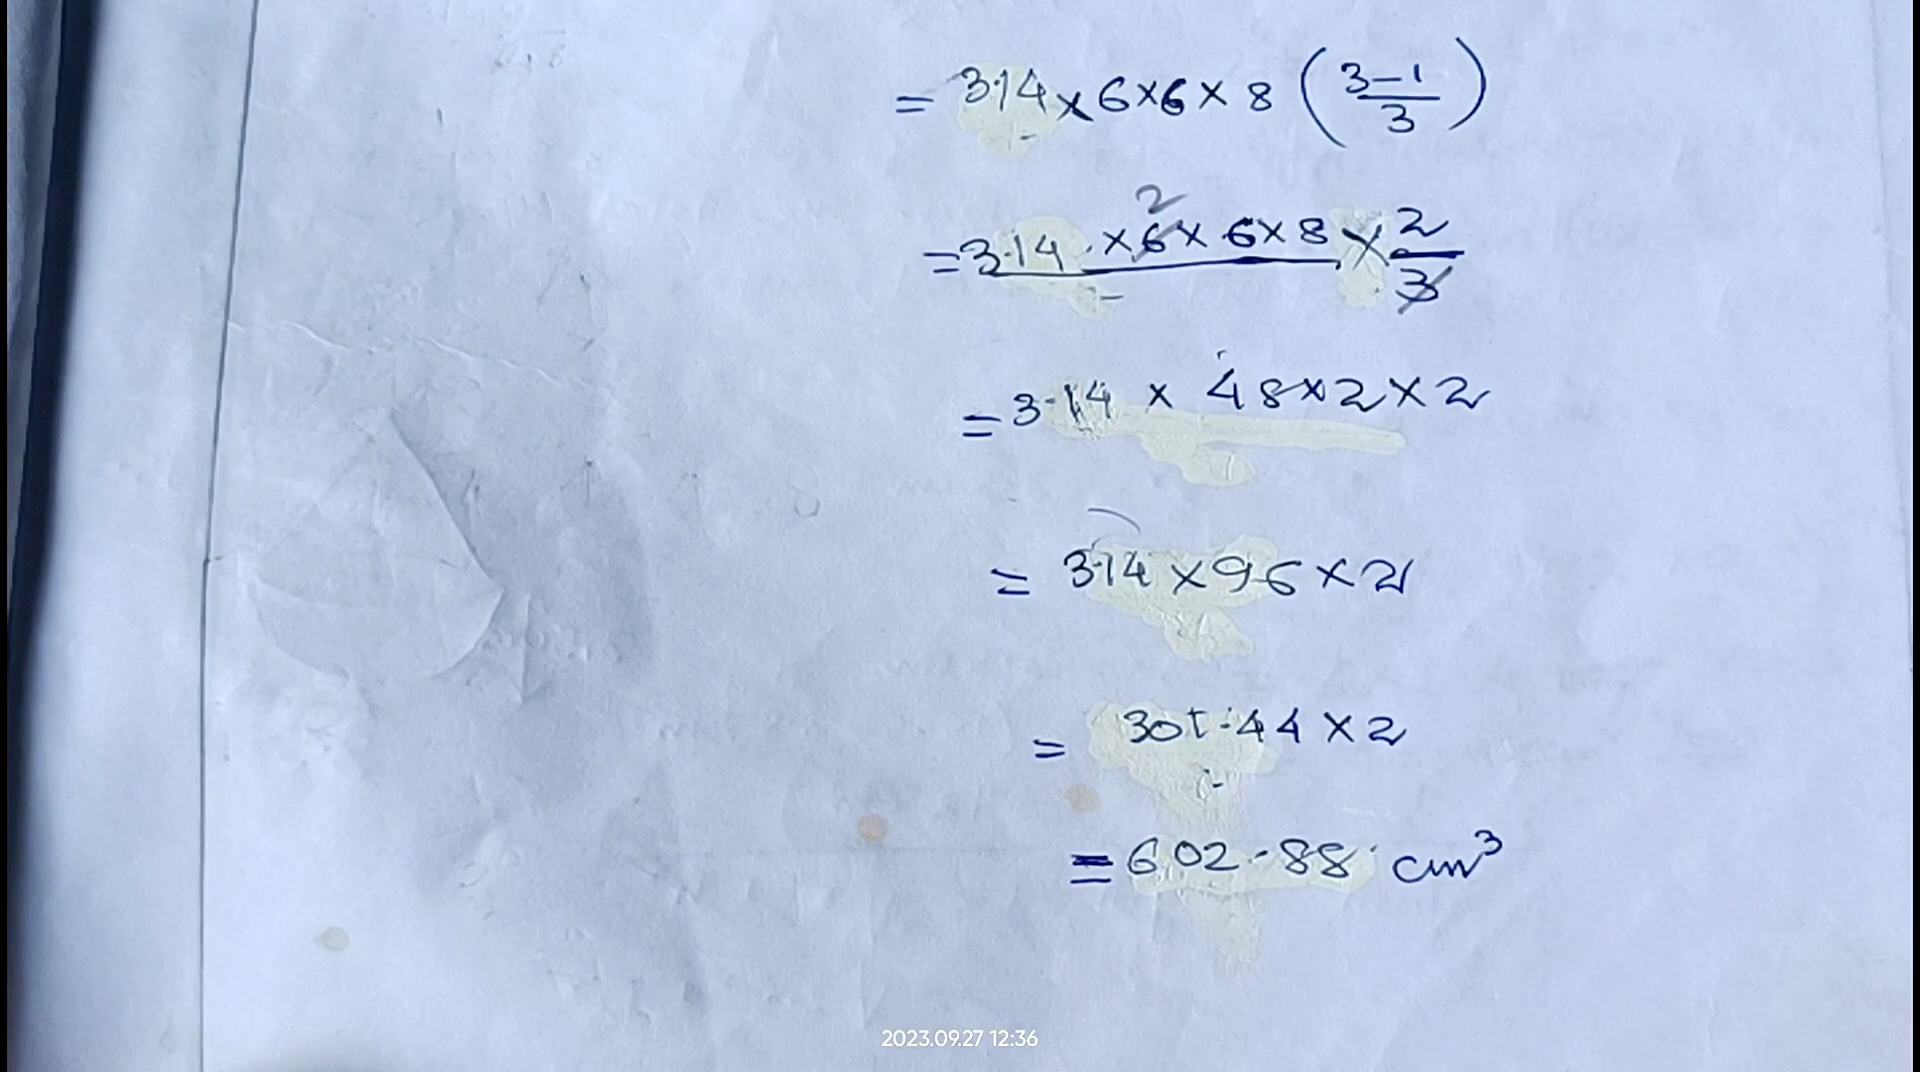 = 3.14 × 6 × 6 × 8 ( 3-1 / 3 )
2
= 3.14 × 6 × 6 × 8 × 2 / 3
= 3.14 × 48 × 2 × 2
= 3.14 × 96 × 2
= 301.44 × 2
= 602.88 cm³
2023.09.27 12:36